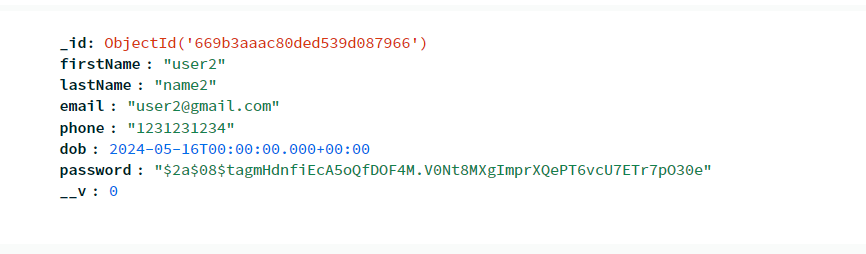 _id: ObjectId('669b3aaac80ded539d087966')
firstName : "user2"
lastName : "name2"
email : "user2@gmail.com"
phone : "1231231234"
dob : 2024-05-16T00:00:00.000+00:00
password : "$2a$08$tagmHdnfiEcA5oQfDOF4M.V0Nt8MXgImprXQePT6vcU7ETr7pO30e"
__v : 0